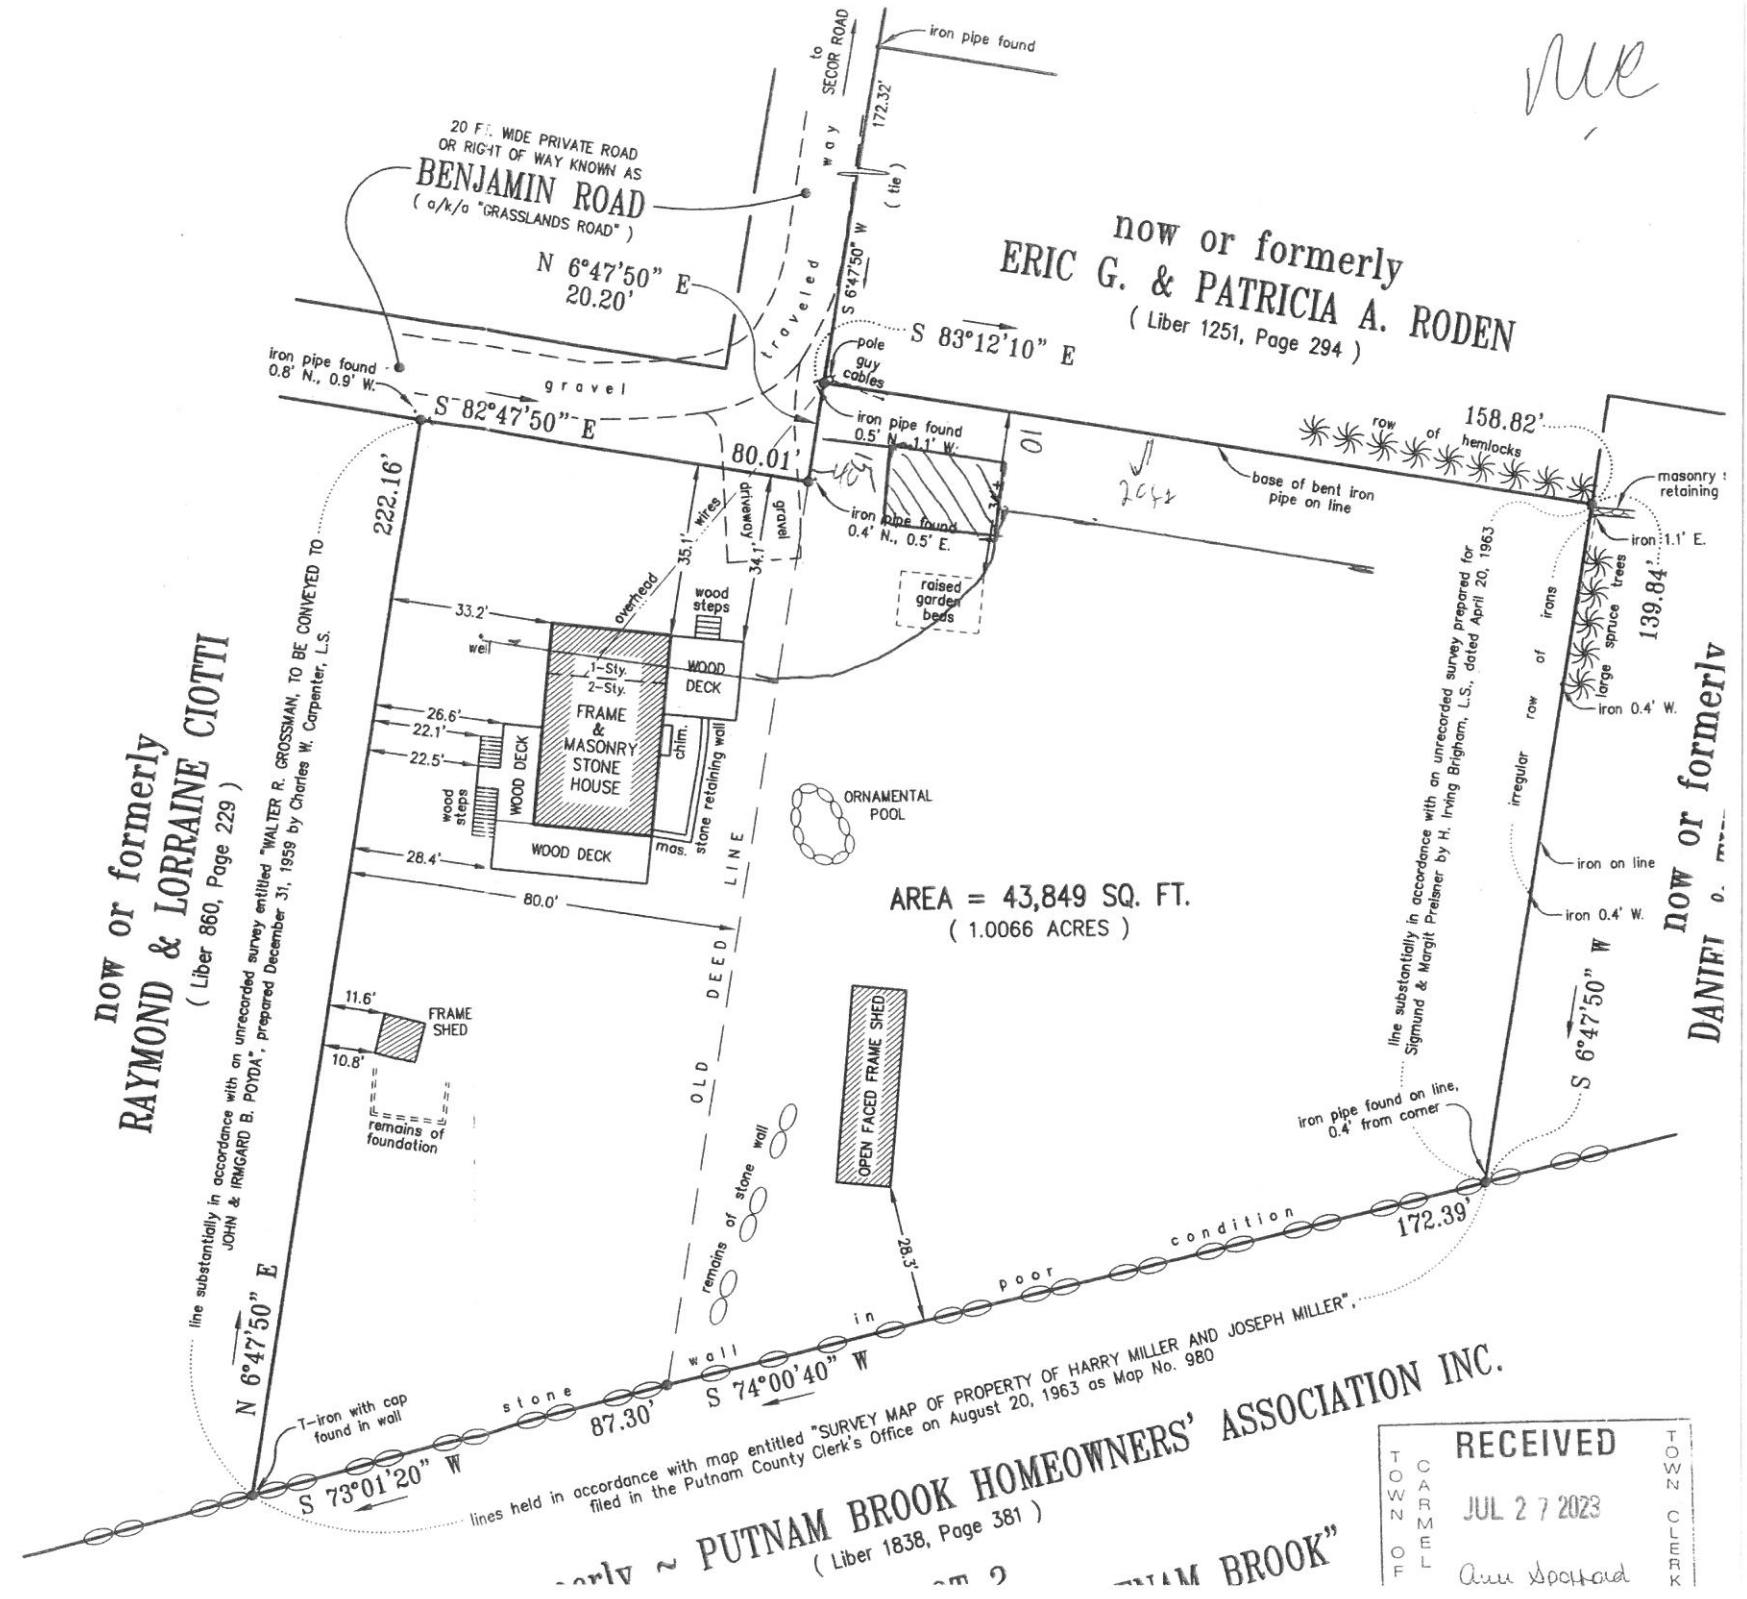 iron pipe found
to
SECOR ROAD
172.32'
way
( tie )
20 FT. WIDE PRIVATE ROAD
OR RIGHT OF WAY KNOWN AS
BENJAMIN ROAD
( a/k/a "GRASSLANDS ROAD" )
N 6°47'50" E
20.20'
S 6°47'50" W
traveled
now or formerly
ERIC G. & PATRICIA A. RODEN
( Liber 1251, Page 294 )
S 83°12'10" E
pole
guy
cables
iron pipe found
0.8' N., 0.9' W.
gravel
S 82°47'50" E
80.01'
222.16'
iron pipe found
0.5' N., 1.1' W.
10
158.82'
row of hemlocks
base of bent iron
pipe on line
masonry
retaining
iron 1.1' E.
139.84'
large spruce trees
iron 0.4' W.
iron pipe found
0.4' N., 0.5' E.
gravel
driveway
overhead wires
35.1'
34.1'
raised
garden
beds
wood
steps
33.2'
well
1-Sty.
2-Sty.
FRAME
&
MASONRY
STONE
HOUSE
WOOD
DECK
26.6'
22.1'
22.5'
WOOD DECK
wood
steps
chim.
stone retaining wall
mas.
WOOD DECK
28.4'
80.0'
ORNAMENTAL
POOL
AREA = 43,849 SQ. FT.
( 1.0066 ACRES )
OLD DEED LINE
now or formerly
RAYMOND & LORRAINE CIOTTI
( Liber 860, Page 229 )
line substantially in accordance with an unrecorded survey entitled "WALTER R. GROSSMAN, TO BE CONVEYED TO
JOHN & IRMGARD B. POYDA", prepared December 31, 1959 by Charles W. Carpenter, L.S.
11.6'
FRAME
SHED
10.8'
remains of
foundation
OPEN FACED FRAME SHED
28.3'
remains of stone wall
line substantially in accordance with an unrecorded survey prepared for
Sigmund & Margit Preisner by H. Irving Brigham, L.S., dated April 20, 1963
irregular row of irons
iron on line
iron 0.4' W.
S 6°47'50" W
now or formerly
DANIEL
iron pipe found on line,
0.4' from corner
172.39'
stone wall in poor condition
S 74°00'40" W
87.30'
S 73°01'20" W
N 6°47'50" E
T-iron with cap
found in wall
lines held in accordance with map entitled "SURVEY MAP OF PROPERTY OF HARRY MILLER AND JOSEPH MILLER",
filed in the Putnam County Clerk's Office on August 20, 1963 as Map No. 980
~ PUTNAM BROOK HOMEOWNERS' ASSOCIATION INC.
( Liber 1838, Page 381 )
BROOK"
RECEIVED
JUL 27 2023
TOWN OF
CARMEL
TOWN CLERK